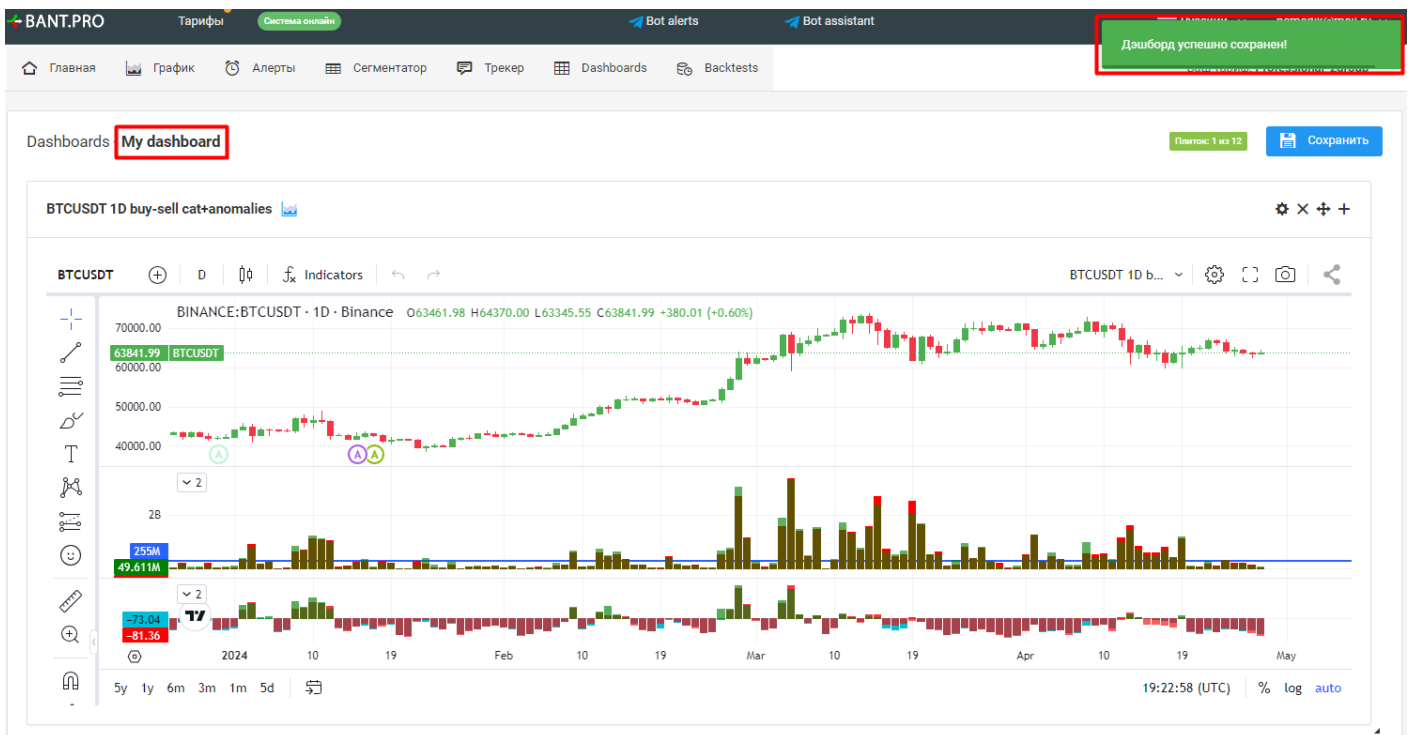 BANT.PRO Тарифы Система онлайн Bot alerts Bot assistant
Дэшборд успешно сохранен!
Главная График Алерты Сегментатор Трекер Dashboards Backtests
Dashboards My dashboard Плиток: 1 из 12 Сохранить
BTCUSDT 1D buy-sell cat+anomalies
BTCUSDT D Indicators BTCUSDT 1D b...
BINANCE:BTCUSDT · 1D · Binance O63461.98 H64370.00 L63345.55 C63841.99 +380.01 (+0.60%)
70000.00
63841.99 BTCUSDT
60000.00
50000.00
40000.00
A A A
2
2B
255M
49.611M
2
-73.04
-81.36
2024 10 19 Feb 10 19 Mar 10 19 Apr 10 19 May
5y 1y 6m 3m 1m 5d 19:22:58 (UTC) % log auto